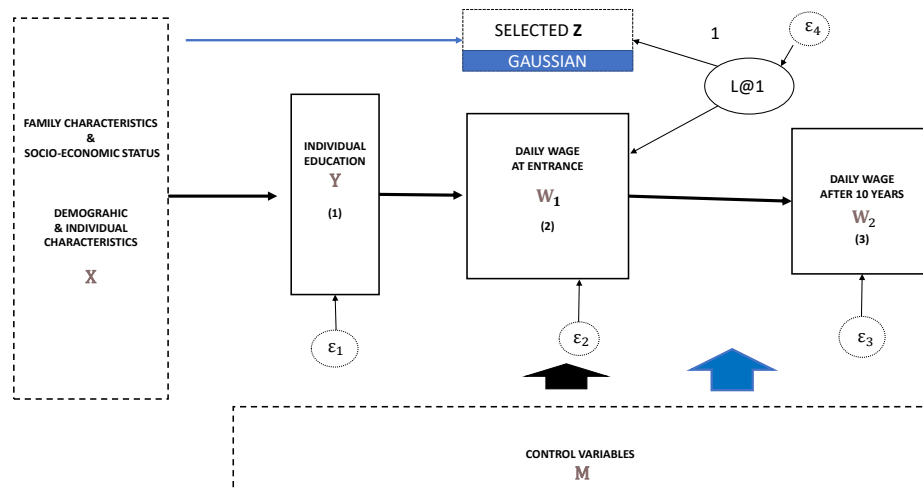 SELECTED Z
GAUSSIAN
1
ε4
L@1
FAMILY CHARACTERISTICS
&
SOCIO-ECONOMIC STATUS
DEMOGRAHIC
& INDIVIDUAL
CHARACTERISTICS
X
INDIVIDUAL
EDUCATION
Y
(1)
DAILY WAGE
AT ENTRANCE
W1
(2)
DAILY WAGE
AFTER 10 YEARS
W2
(3)
ε1
ε2
ε3
CONTROL VARIABLES
M